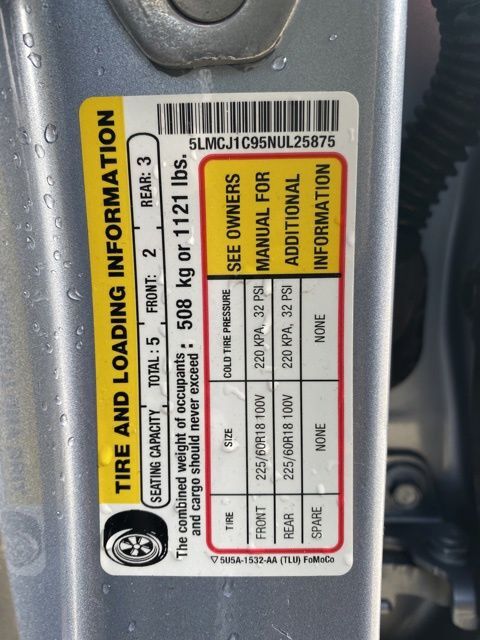 5LMCJ1C95NUL25875
TIRE AND LOADING INFORMATION
SEATING CAPACITY TOTAL : 5 FRONT: 2 REAR: 3
The combined weight of occupants
and cargo should never exceed : 508 kg or 1121 lbs.
TIRE SIZE COLD TIRE PRESSURE SEE OWNERS
FRONT 225/60R18 100V 220 KPA, 32 PSI MANUAL FOR
REAR 225/60R18 100V 220 KPA, 32 PSI ADDITIONAL
SPARE NONE NONE INFORMATION
5U5A-1532-AA (TLU) FoMoCo